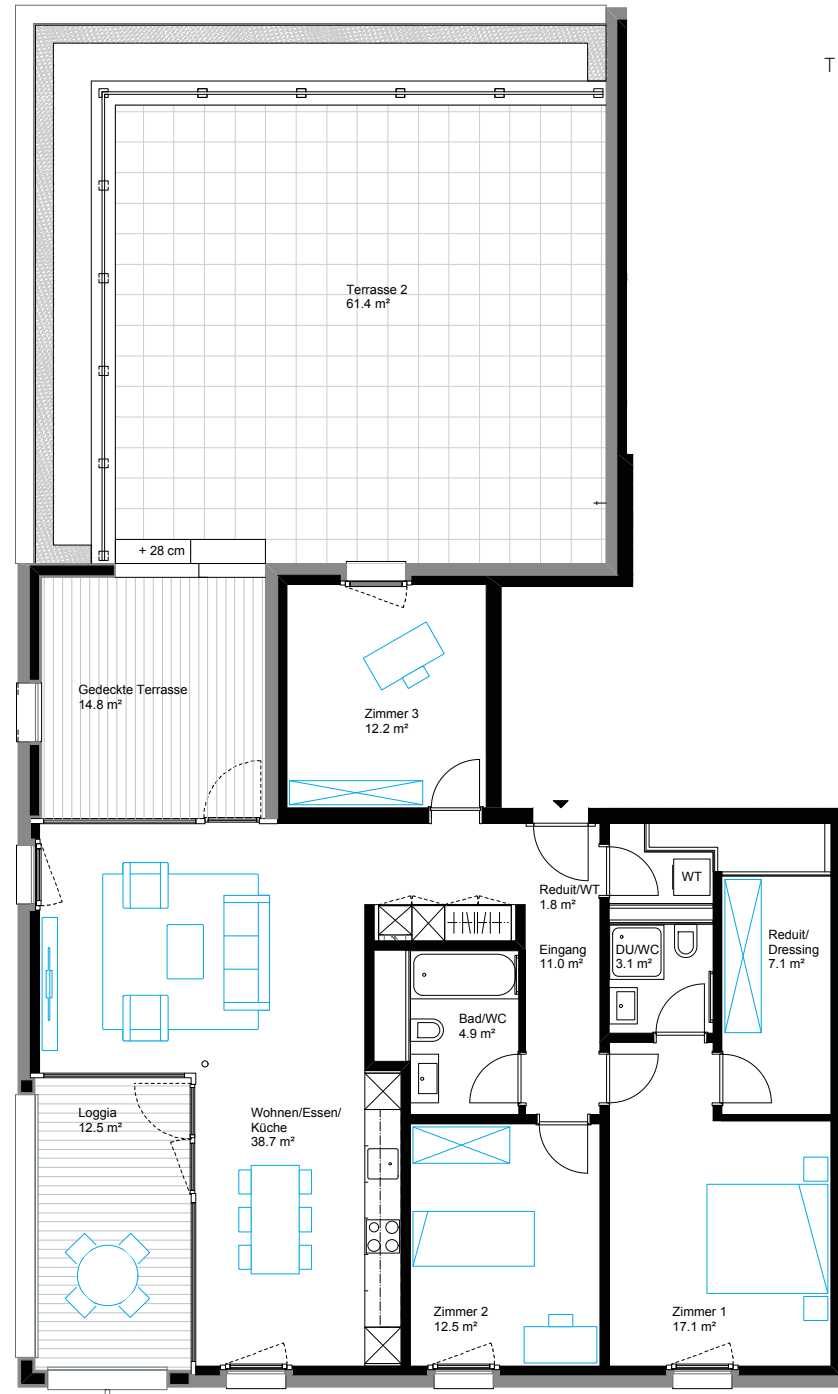 T
Terrasse 2
61.4 m²
+ 28 cm
Gedeckte Terrasse
14.8 m²
Zimmer 3
12.2 m²
WT
Reduit/WT
1.8 m²
Eingang
11.0 m²
DU/WC
3.1 m²
Reduit/
Dressing
7.1 m²
Bad/WC
4.9 m²
Loggia
12.5 m²
Wohnen/Essen/
Küche
38.7 m²
Zimmer 2
12.5 m²
Zimmer 1
17.1 m²